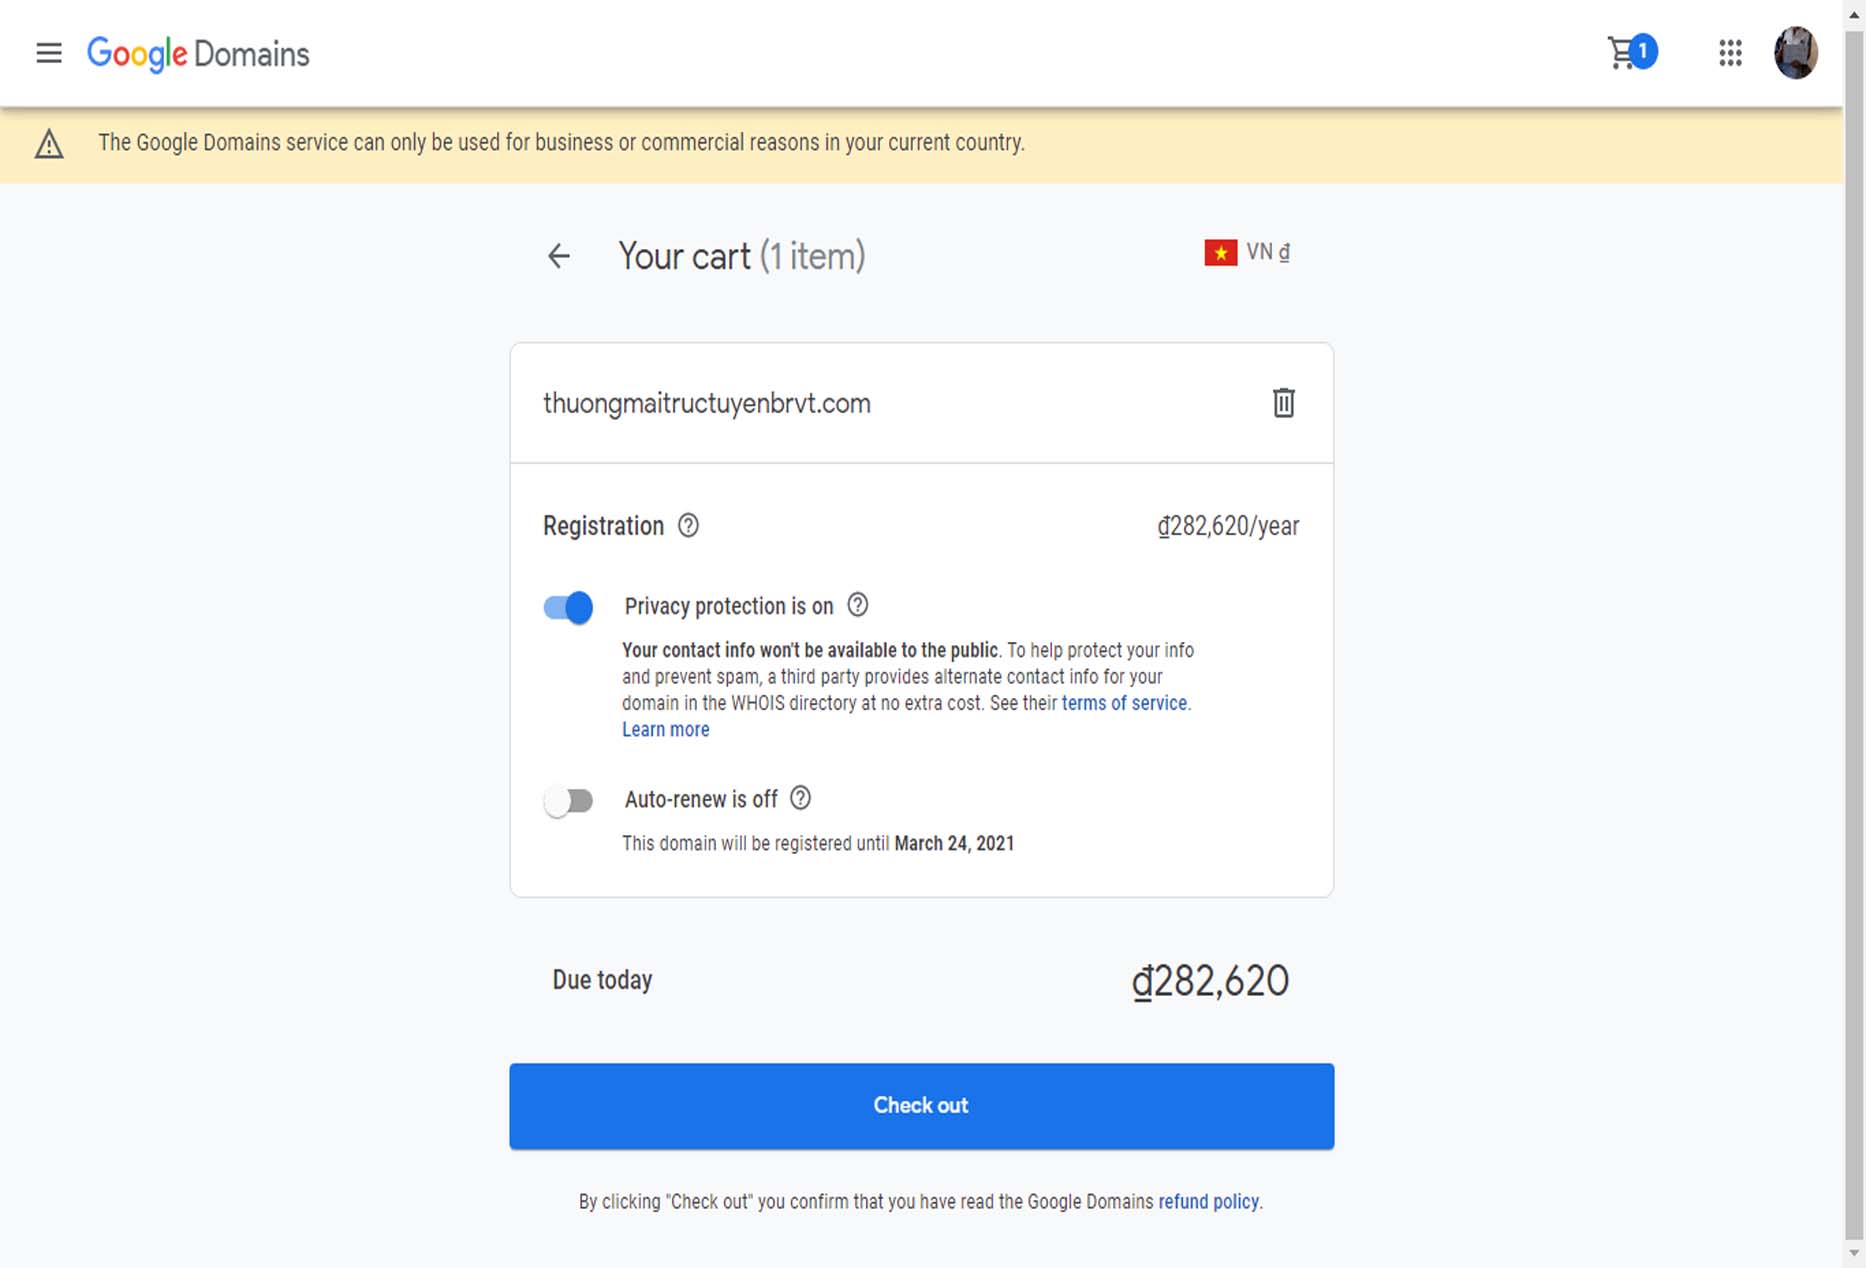 Google Domains
1
The Google Domains service can only be used for business or commercial reasons in your current country.
Your cart (1 item)
VN ₫
thuongmaitructuyenbrvt.com
Registration
₫282,620/year
Privacy protection is on
Your contact info won't be available to the public. To help protect your info
and prevent spam, a third party provides alternate contact info for your
domain in the WHOIS directory at no extra cost. See their terms of service.
Learn more
Auto-renew is off
This domain will be registered until March 24, 2021
Due today
₫282,620
Check out
By clicking "Check out" you confirm that you have read the Google Domains refund policy.